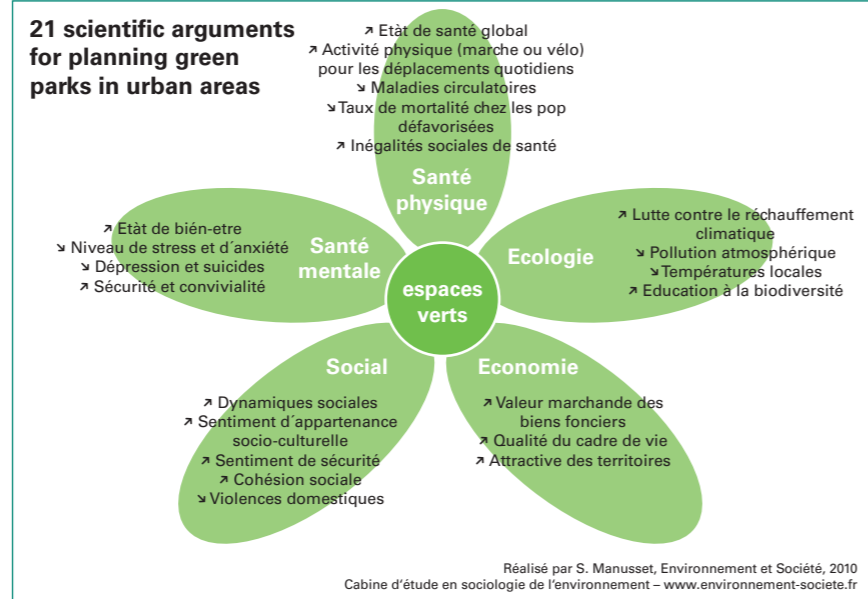 21 scientific arguments
for planning green
parks in urban areas
↗ Etàt de santé global
↗ Activité physique (marche ou vélo)
pour les déplacements quotidiens
↘ Maladies circulatoires
↘ Taux de mortalité chez les pop
défavorisées
↗ Inégalités sociales de santé
Santé
physique
↗ Etàt de bién-etre
↘ Niveau de stress et d´anxiété
↘ Dépression et suicides
↗ Sécurité et convivialité
Santé
mentale
Ecologie
↗ Lutte contre le réchauffement
climatique
↘ Pollution atmosphérique
↘ Températures locales
↗ Education à la biodiversité
espaces
verts
Social
↗ Dynamiques sociales
↗ Sentiment d´appartenance
socio-culturelle
↗ Sentiment de sécurité
↗ Cohésion sociale
↘ Violences domestiques
Economie
↗ Valeur marchande des
biens fonciers
↗ Qualité du cadre de vie
↗ Attractive des territoires
Réalisé par S. Manusset, Environnement et Société, 2010
Cabine d'étude en sociologie de l'environnement – www.environnement-societe.fr